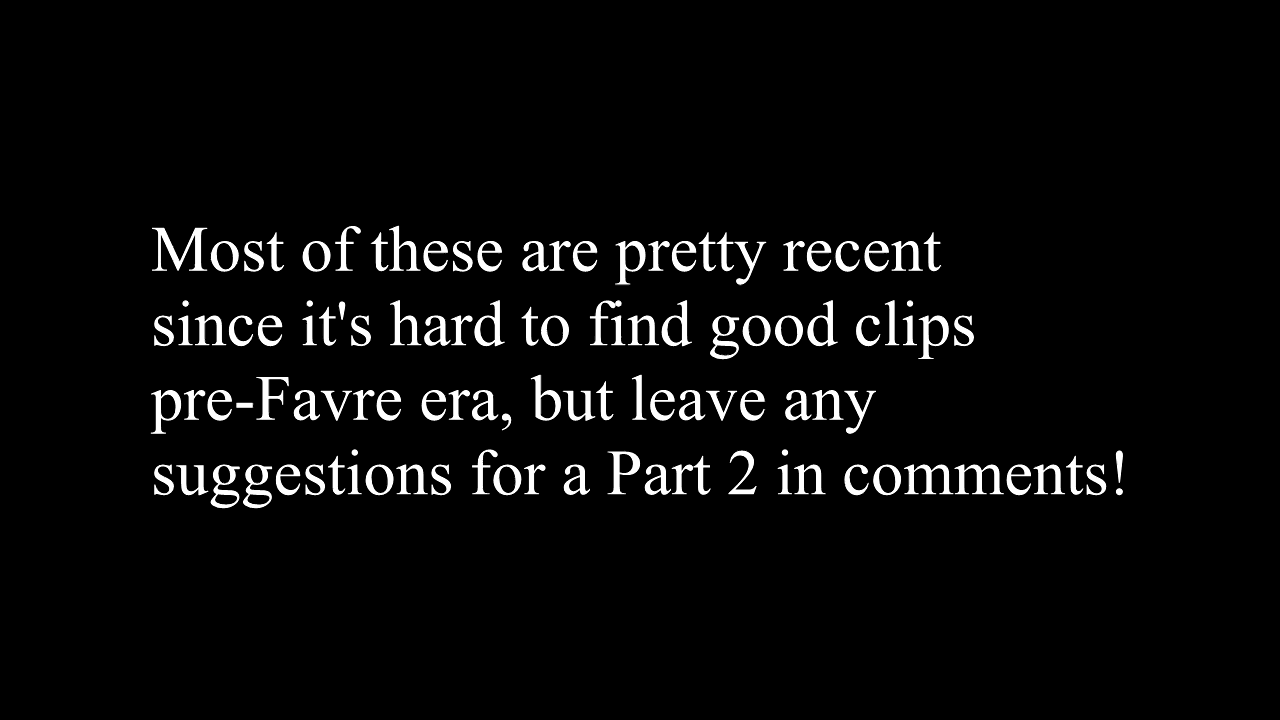 Most of these are pretty recent
since it's hard to find good clips
pre-Favre era, but leave any
suggestions for a Part 2 in comments!